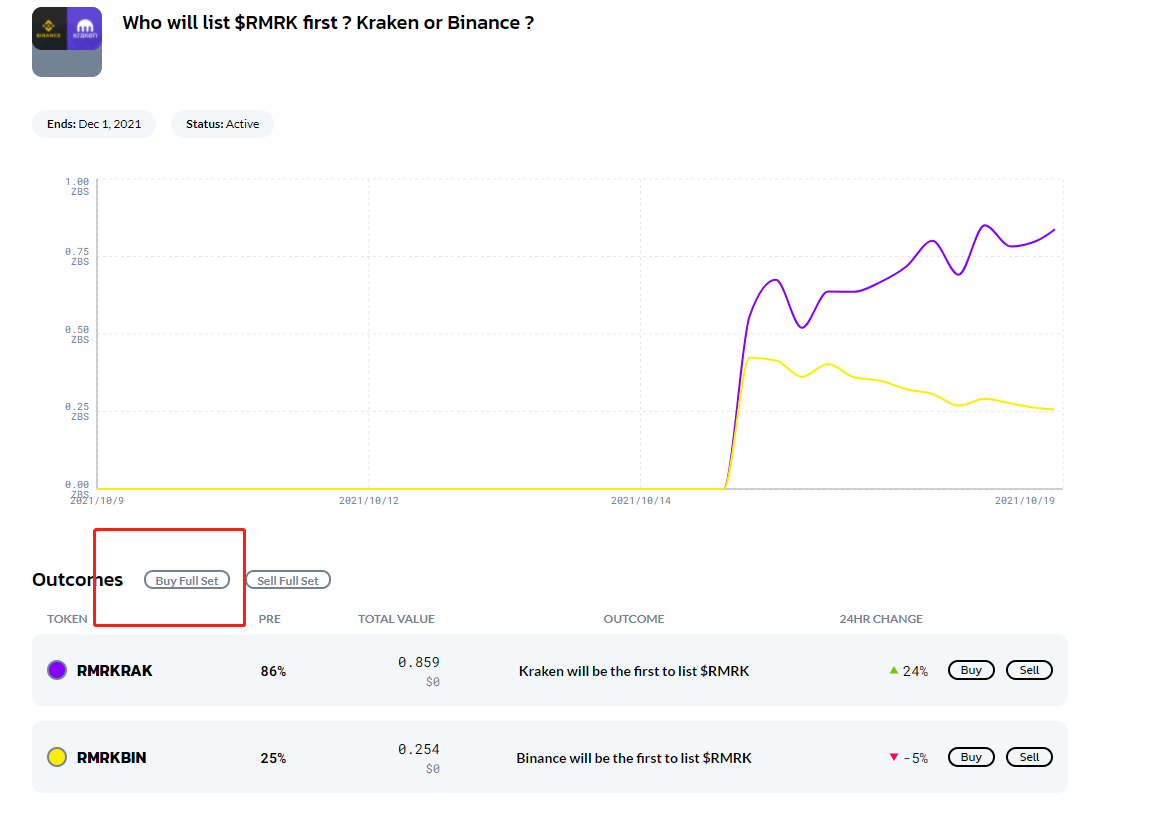 BINANCE
kraken
Who will list $RMRK first ? Kraken or Binance ?
Ends: Dec 1, 2021
Status: Active
1.00
ZBS
0.75
ZBS
0.50
ZBS
0.25
ZBS
0.00
ZBS
2021/10/9 2021/10/12 2021/10/14 2021/10/19
Outcomes Buy Full Set Sell Full Set
TOKEN PRE TOTAL VALUE OUTCOME 24HR CHANGE
RMRKRAK 86% 0.859 $0 Kraken will be the first to list $RMRK 24% Buy Sell
RMRKBIN 25% 0.254 $0 Binance will be the first to list $RMRK -5% Buy Sell